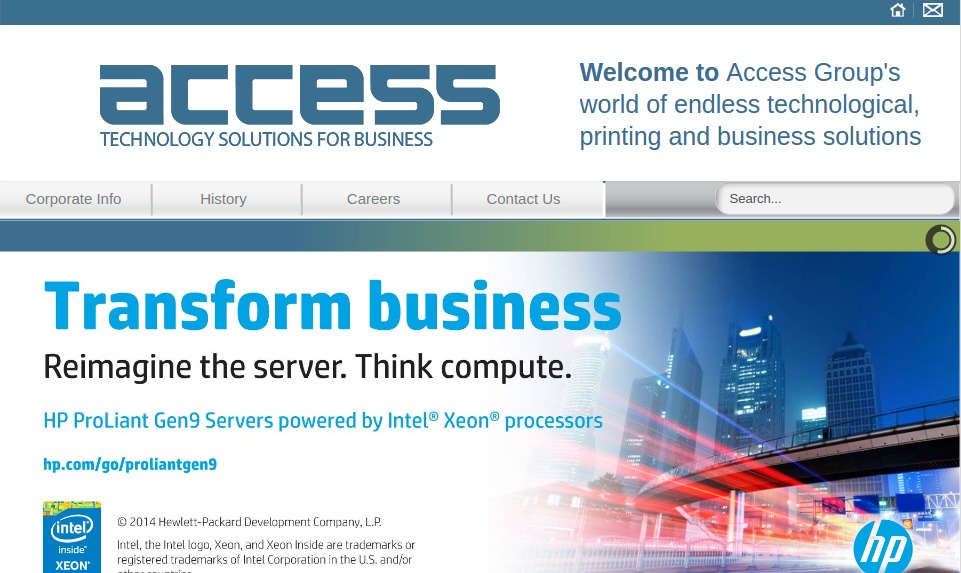 access
TECHNOLOGY SOLUTIONS FOR BUSINESS
Welcome to Access Group's
world of endless technological,
printing and business solutions
Corporate Info
History
Careers
Contact Us
Search...
Transform business
Reimagine the server. Think compute.
HP ProLiant Gen9 Servers powered by Intel® Xeon® processors
hp.com/go/proliantgen9
intel
inside™
XEON®
© 2014 Hewlett-Packard Development Company, L.P.
Intel, the Intel logo, Xeon, and Xeon Inside are trademarks or
registered trademarks of Intel Corporation in the U.S. and/or
other countries.
hp